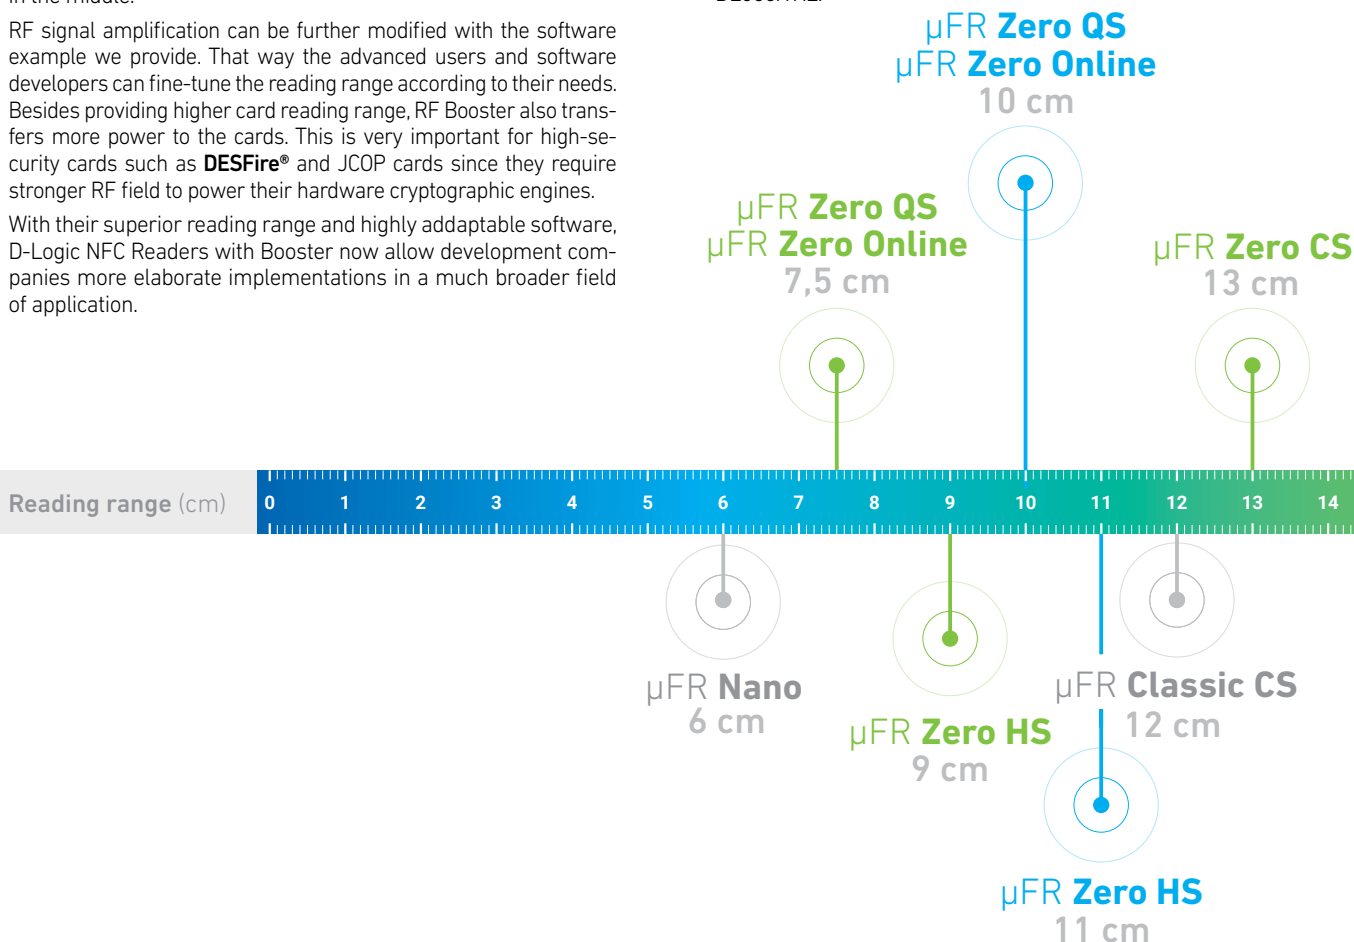 in the middle.
RF signal amplification can be further modified with the software
example we provide. That way the advanced users and software
developers can fine-tune the reading range according to their needs.
Besides providing higher card reading range, RF Booster also trans-
fers more power to the cards. This is very important for high-se-
curity cards such as DESFire® and JCOP cards since they require
stronger RF field to power their hardware cryptographic engines.
With their superior reading range and highly addaptable software,
D-Logic NFC Readers with Booster now allow development com-
panies more elaborate implementations in a much broader field
of application.
µFR Zero QS
µFR Zero Online
10 cm
µFR Zero QS
µFR Zero Online
7,5 cm
µFR Zero CS
13 cm
Reading range (cm) 0 1 2 3 4 5 6 7 8 9 10 11 12 13 14
µFR Nano
6 cm
µFR Zero HS
9 cm
µFR Classic CS
12 cm
µFR Zero HS
11 cm